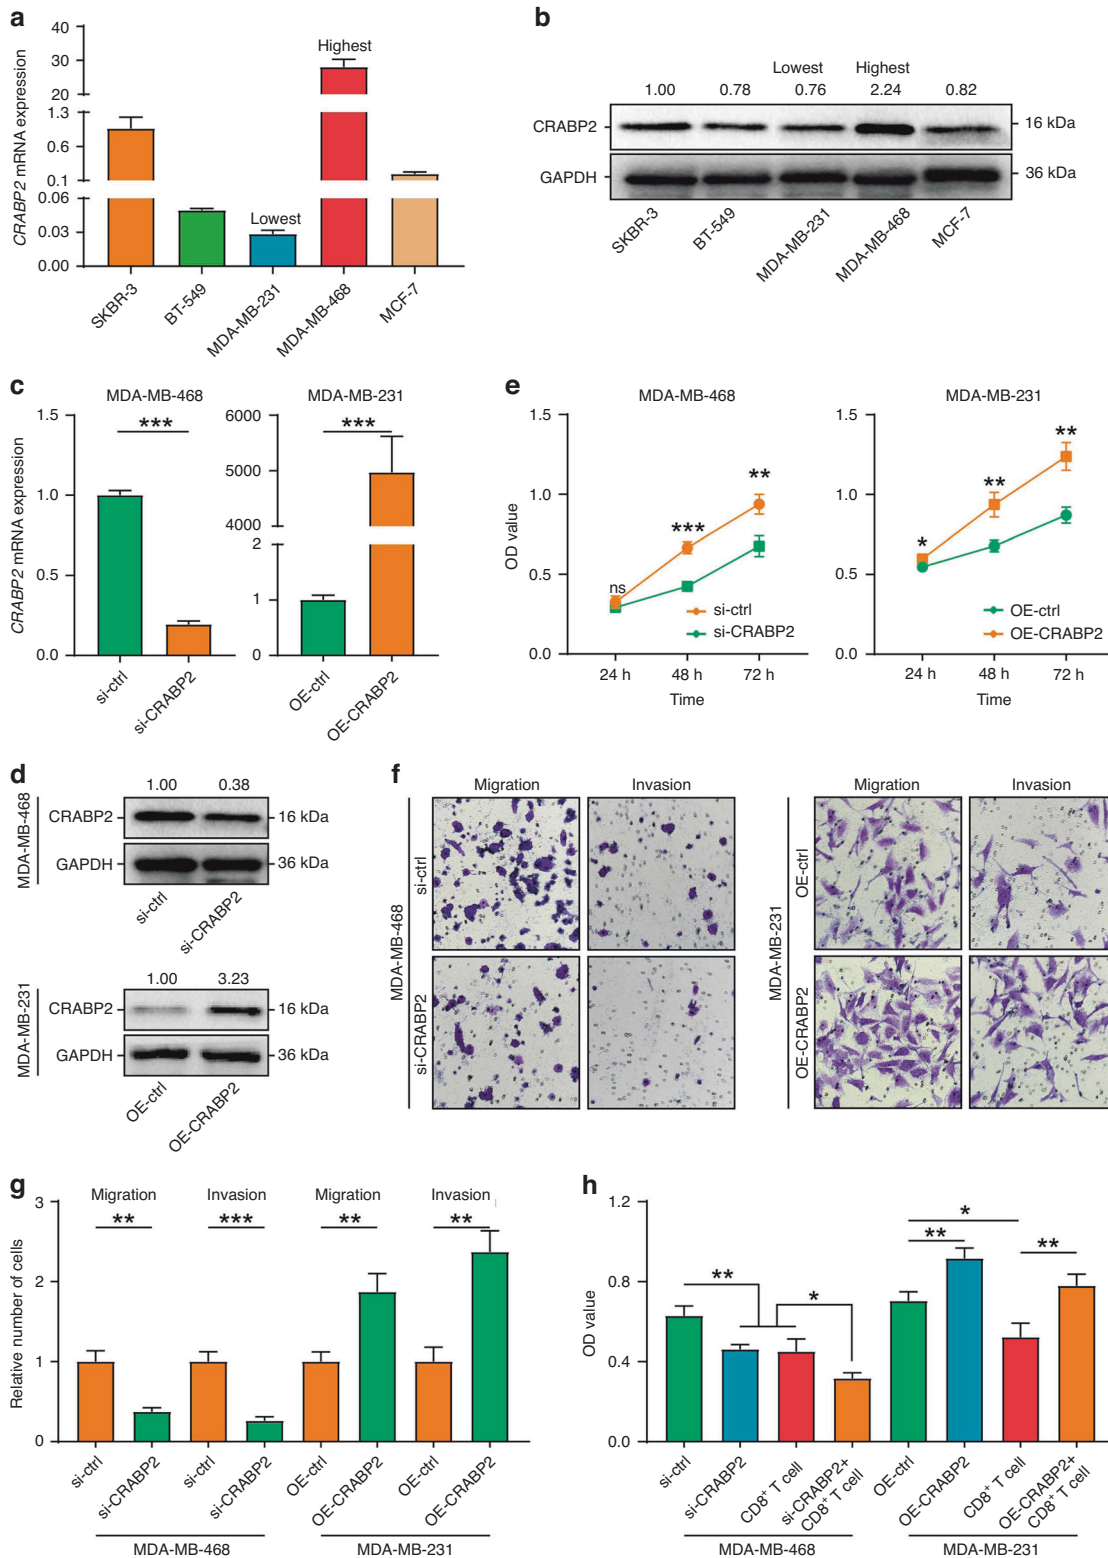 a
CRABP2 mRNA expression
40
30
20
1.3
0.6
0.1
0.06
0.03
0.00
Highest
Lowest
SKBR-3
BT-549
MDA-MB-231
MDA-MB-468
MCF-7
b
Lowest
Highest
1.00
0.78
0.76
2.24
0.82
CRABP2
16 kDa
GAPDH
36 kDa
SKBR-3
BT-549
MDA-MB-231
MDA-MB-468
MCF-7
c
CRABP2 mRNA expression
MDA-MB-468
1.5
1.0
0.5
0.0
***
si-ctrl
si-CRABP2
MDA-MB-231
6000
5000
4000
2
1
0
***
OE-ctrl
OE-CRABP2
e
OD value
MDA-MB-468
1.5
1.0
0.5
0.0
ns
***
**
si-ctrl
si-CRABP2
24 h
48 h
72 h
Time
MDA-MB-231
1.5
1.0
0.5
0.0
*
**
**
OE-ctrl
OE-CRABP2
24 h
48 h
72 h
Time
d
MDA-MB-468
1.00
0.38
CRABP2
16 kDa
GAPDH
36 kDa
si-ctrl
si-CRABP2
MDA-MB-231
1.00
3.23
CRABP2
16 kDa
GAPDH
36 kDa
OE-ctrl
OE-CRABP2
f
Migration
Invasion
MDA-MB-468
si-ctrl
si-CRABP2
Migration
Invasion
MDA-MB-231
OE-ctrl
OE-CRABP2
g
Relative number of cells
3
2
1
0
Migration
Invasion
Migration
Invasion
**
***
**
**
si-ctrl
si-CRABP2
si-ctrl
si-CRABP2
OE-ctrl
OE-CRABP2
OE-ctrl
OE-CRABP2
MDA-MB-468
MDA-MB-231
h
OD value
1.2
0.8
0.4
0.0
**
*
*
**
**
si-ctrl
si-CRABP2
CD8+ T cell
si-CRABP2+
CD8+ T cell
OE-ctrl
OE-CRABP2
CD8+ T cell
OE-CRABP2+
CD8+ T cell
MDA-MB-468
MDA-MB-231